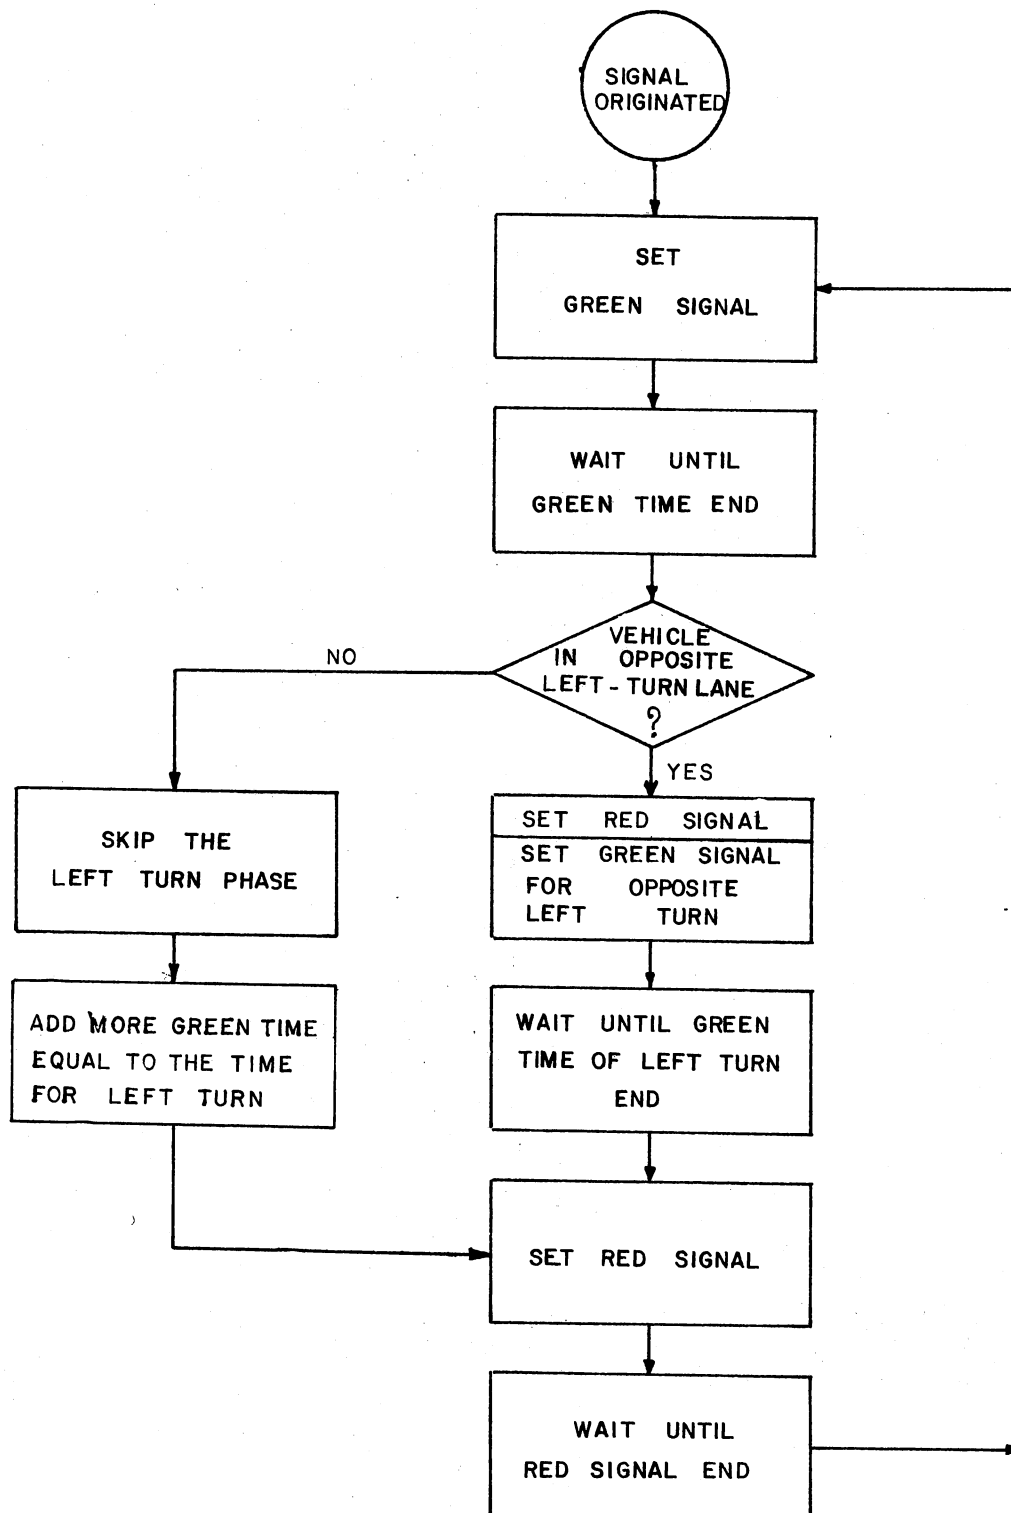 SIGNAL
ORIGINATED
SET
GREEN SIGNAL
WAIT UNTIL
GREEN TIME END
VEHICLE
IN OPPOSITE
LEFT-TURN LANE
?
NO
YES
SKIP THE
LEFT TURN PHASE
SET RED SIGNAL
SET GREEN SIGNAL
FOR OPPOSITE
LEFT TURN
ADD MORE GREEN TIME
EQUAL TO THE TIME
FOR LEFT TURN
WAIT UNTIL GREEN
TIME OF LEFT TURN
END
SET RED SIGNAL
WAIT UNTIL
RED SIGNAL END